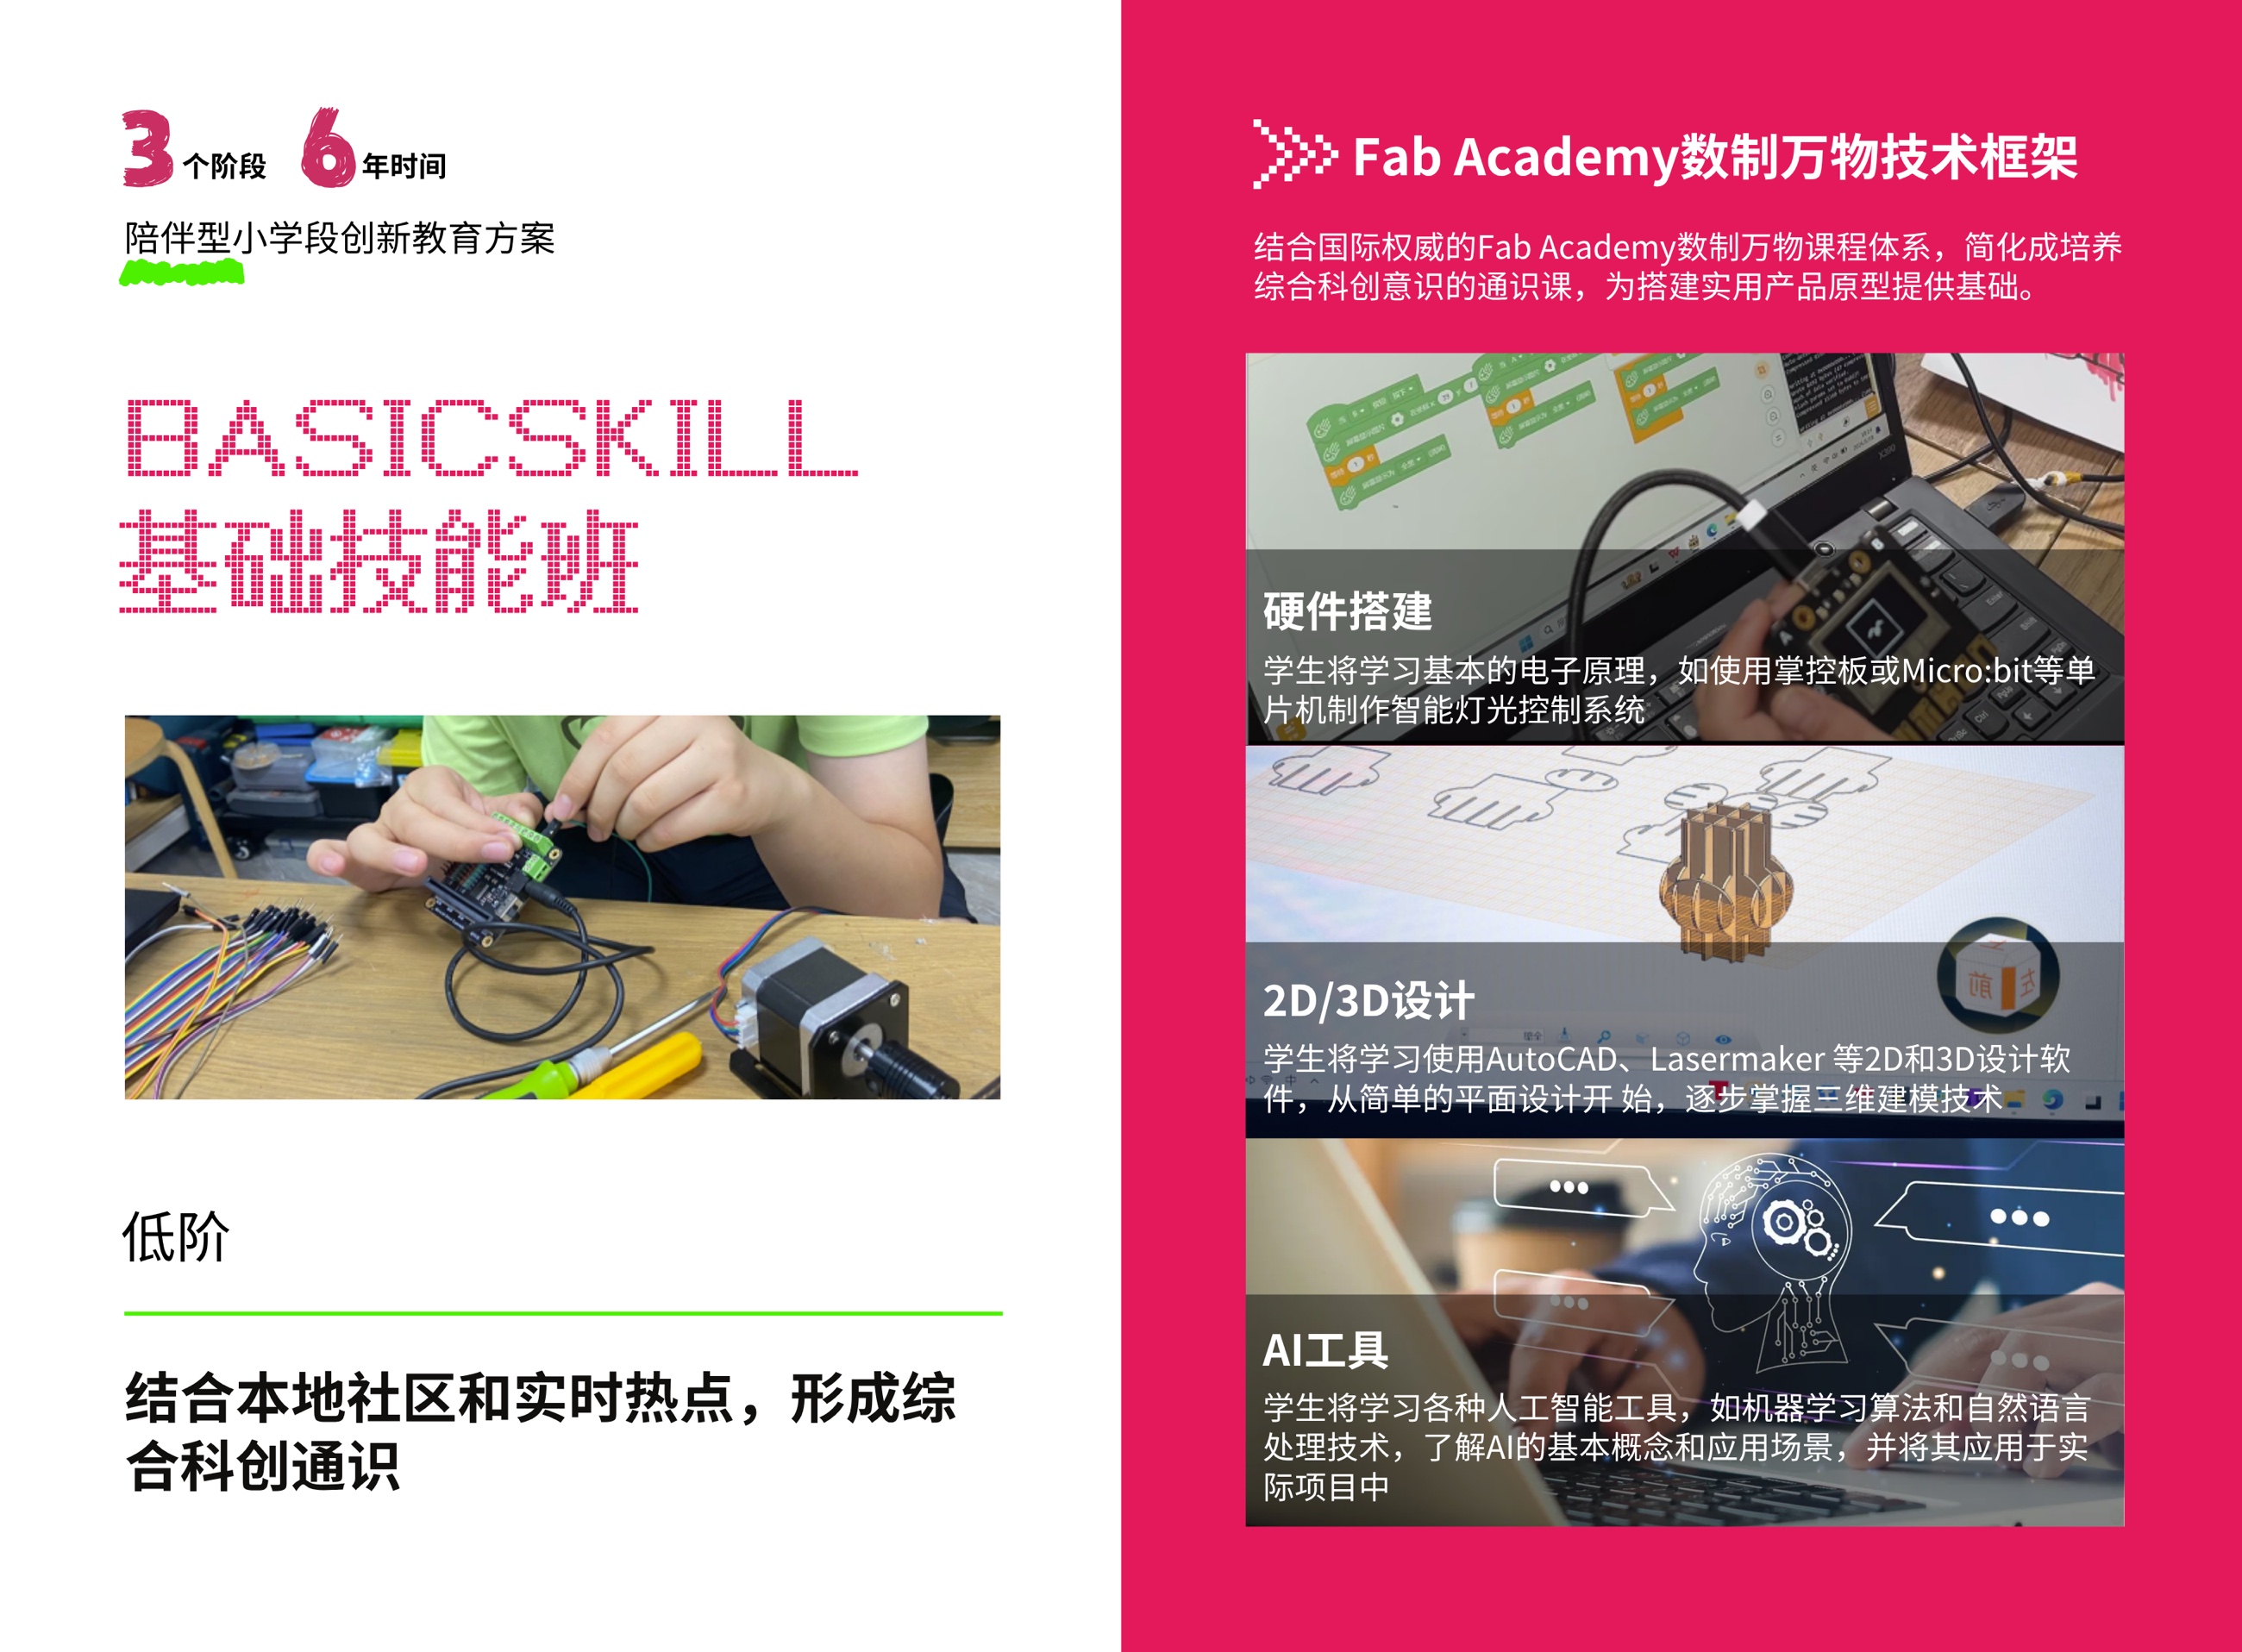 3个阶段 6年时间
陪伴型小学段创新教育方案
BASICSKILL
基础技能班
低阶
结合本地社区和实时热点，形成综
合科创通识
Fab Academy数制万物技术框架
结合国际权威的Fab Academy数制万物课程体系，简化成培养
综合科创意识的通识课，为搭建实用产品原型提供基础。
硬件搭建
学生将学习基本的电子原理，如使用掌控板或Micro:bit等单
片机制作智能灯光控制系统
前
左
2D/3D设计
学生将学习使用AutoCAD、Lasermaker 等2D和3D设计软
件，从简单的平面设计开 始，逐步掌握三维建模技术
AI工具
学生将学习各种人工智能工具，如机器学习算法和自然语言
处理技术，了解AI的基本概念和应用场景，并将其应用于实
际项目中